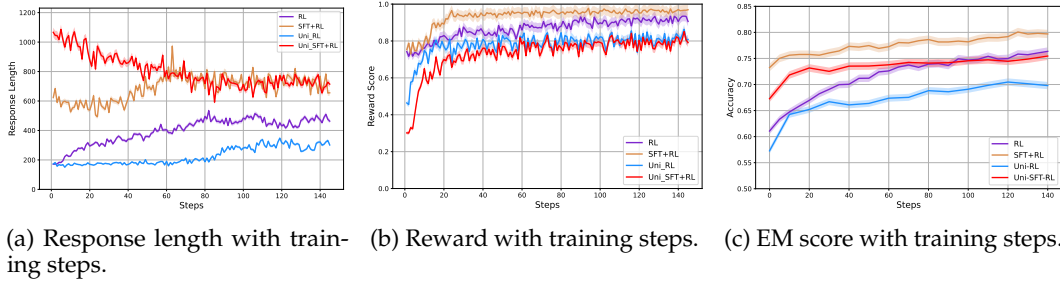 1200
1000
800
600
400
200
0
0 20 40 60 80 100 120 140
Response Length
Steps
RL
SFT+RL
Uni_RL
Uni_SFT+RL
1.0
0.8
0.6
0.4
0.2
0.0
0 20 40 60 80 100 120 140
Reward Score
Steps
RL
SFT+RL
Uni_RL
Uni_SFT+RL
0.85
0.80
0.75
0.70
0.65
0.60
0.55
0.50
0 20 40 60 80 100 120 140
Accuracy
Steps
RL
SFT+RL
Uni-RL
Uni-SFT-RL
(a) Response length with train-
ing steps.
(b) Reward with training steps.
(c) EM score with training steps.